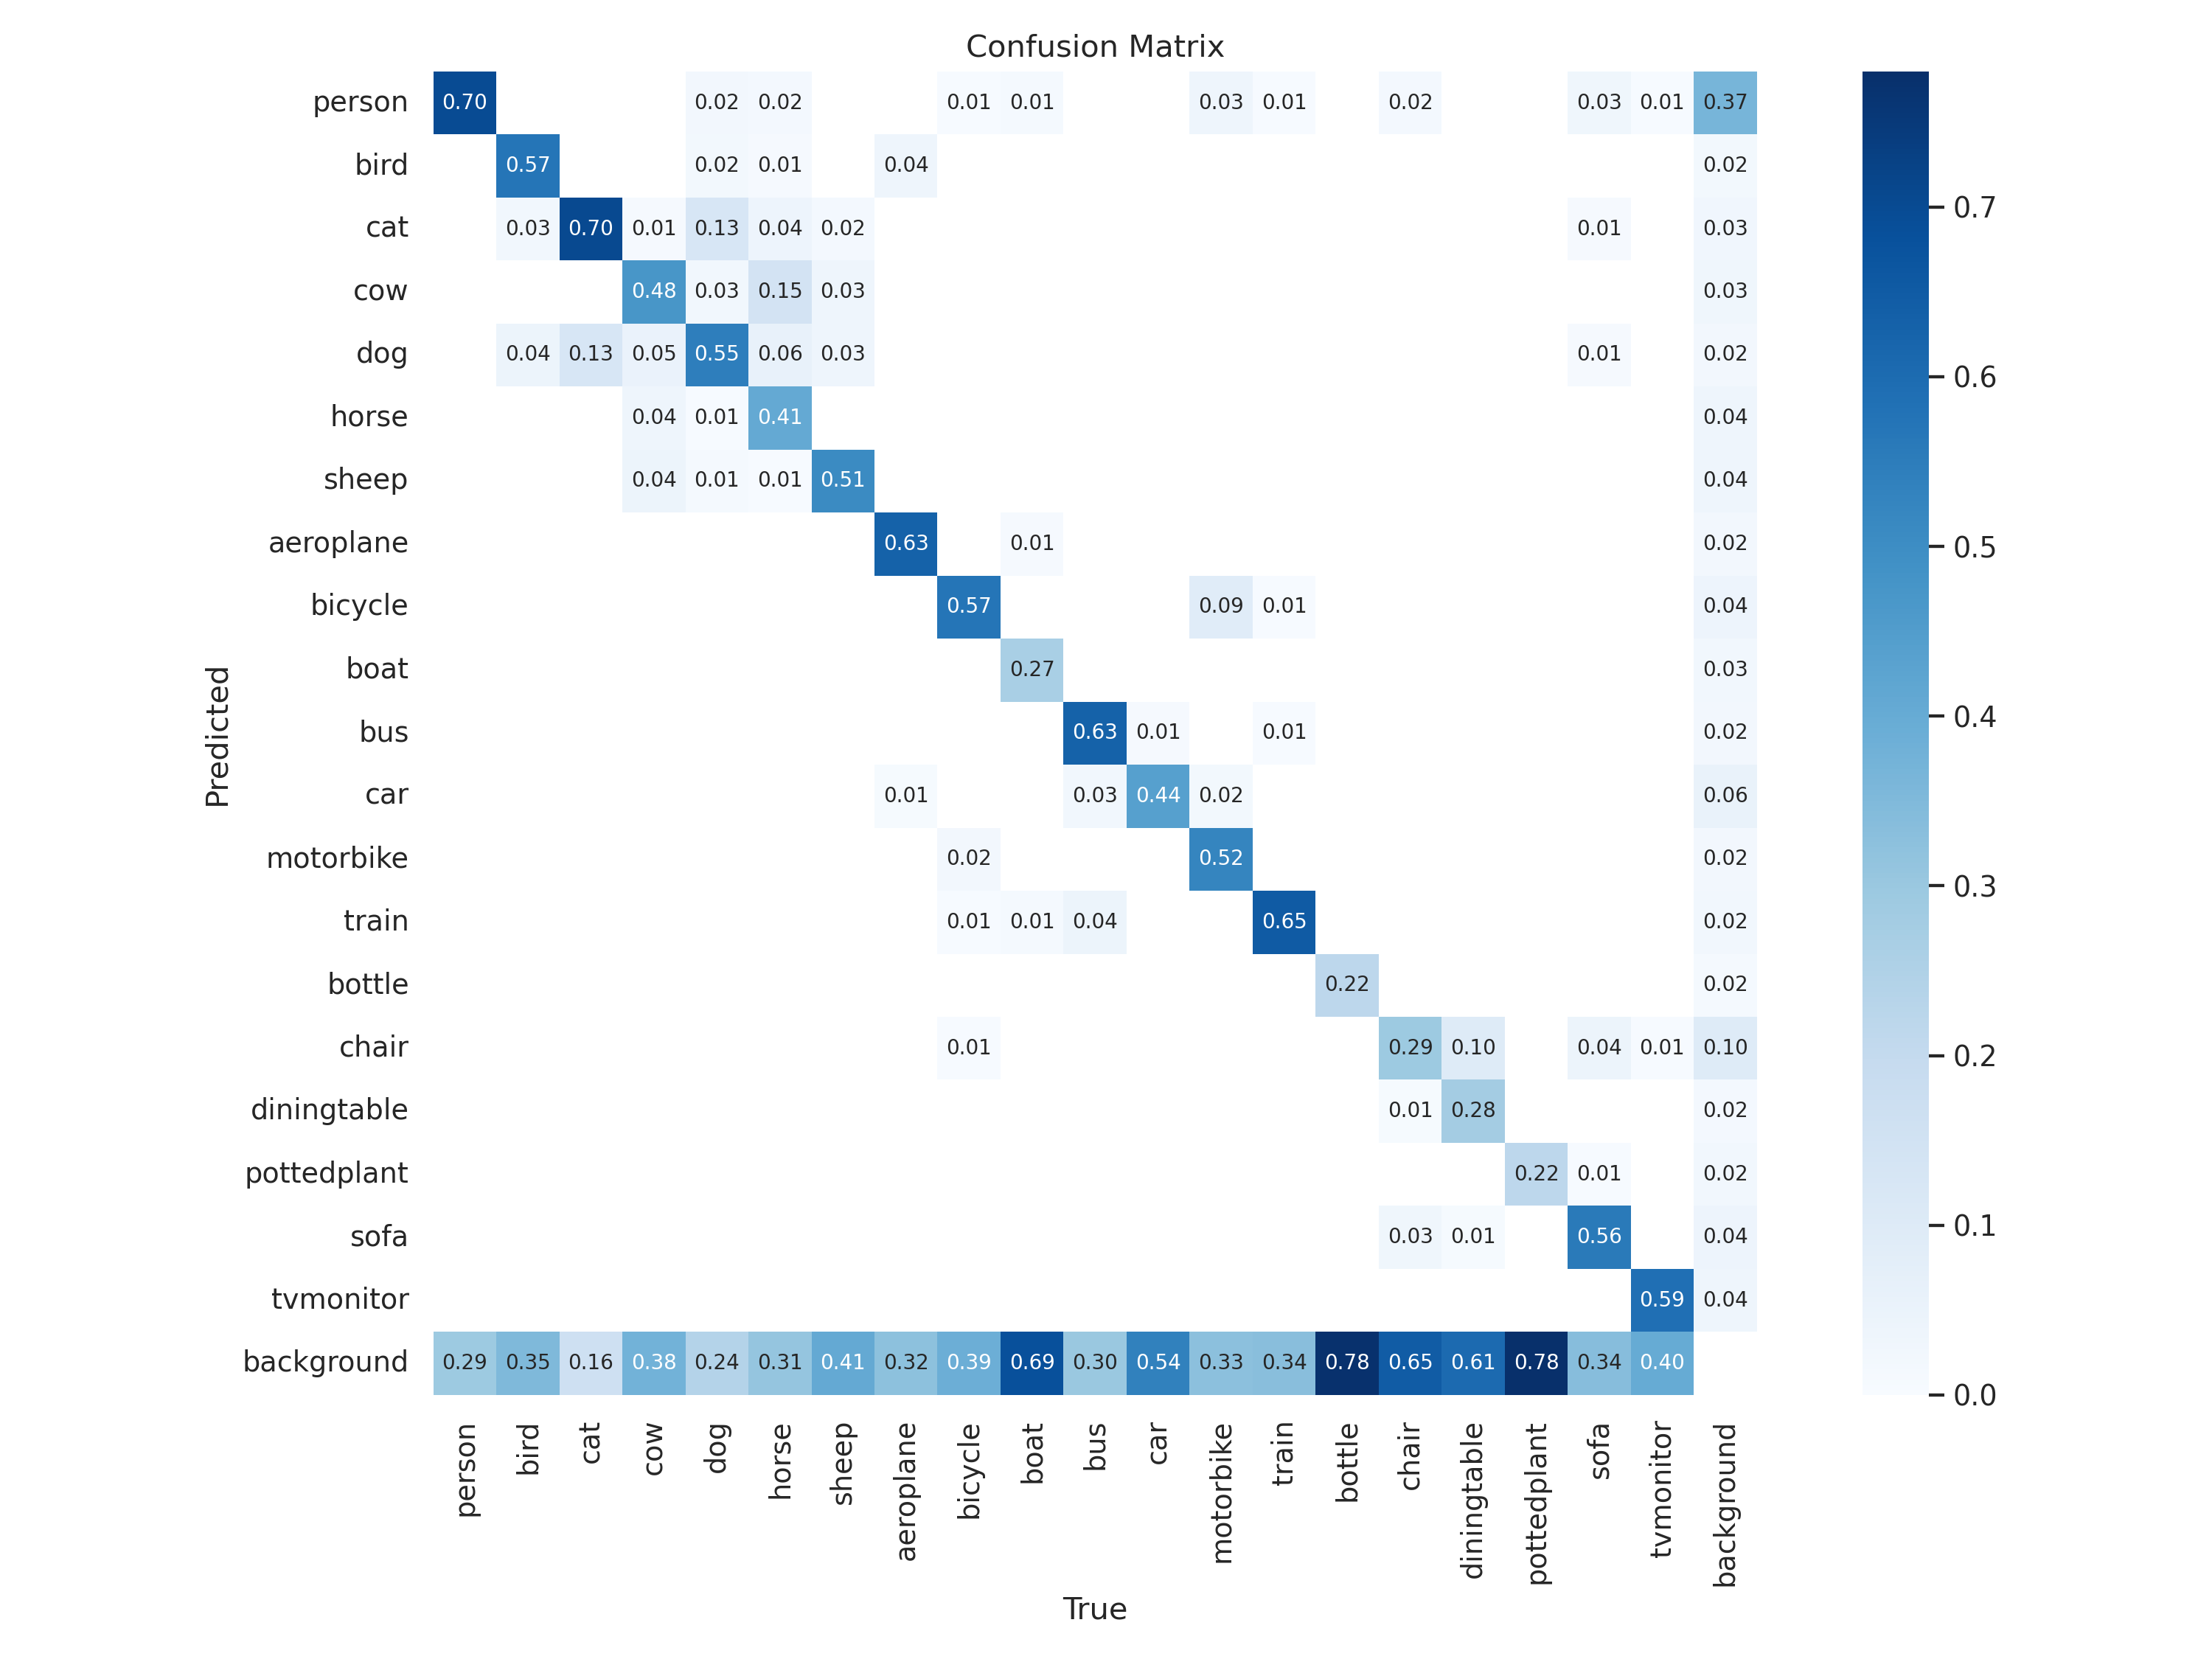 Confusion Matrix
person 0.70 0.02 0.02 0.01 0.01 0.03 0.01 0.02 0.03 0.01 0.37
bird 0.57 0.02 0.01 0.04 0.02
cat 0.03 0.70 0.01 0.13 0.04 0.02 0.01 0.03
cow 0.48 0.03 0.15 0.03 0.03
dog 0.04 0.13 0.05 0.55 0.06 0.03 0.01 0.02
horse 0.04 0.01 0.41 0.04
sheep 0.04 0.01 0.01 0.51 0.04
aeroplane 0.63 0.01 0.02
bicycle 0.57 0.09 0.01 0.04
boat 0.27 0.03
bus 0.63 0.01 0.01 0.02
car 0.01 0.03 0.44 0.02 0.06
motorbike 0.02 0.52 0.02
train 0.01 0.01 0.04 0.65 0.02
bottle 0.22 0.02
chair 0.01 0.29 0.10 0.04 0.01 0.10
diningtable 0.01 0.28 0.02
pottedplant 0.22 0.01 0.02
sofa 0.03 0.01 0.56 0.04
tvmonitor 0.59 0.04
background 0.29 0.35 0.16 0.38 0.24 0.31 0.41 0.32 0.39 0.69 0.30 0.54 0.33 0.34 0.78 0.65 0.61 0.78 0.34 0.40
person bird cat cow dog horse sheep aeroplane bicycle boat bus car motorbike train bottle chair diningtable pottedplant sofa tvmonitor background
True
Predicted
0.7
0.6
0.5
0.4
0.3
0.2
0.1
0.0